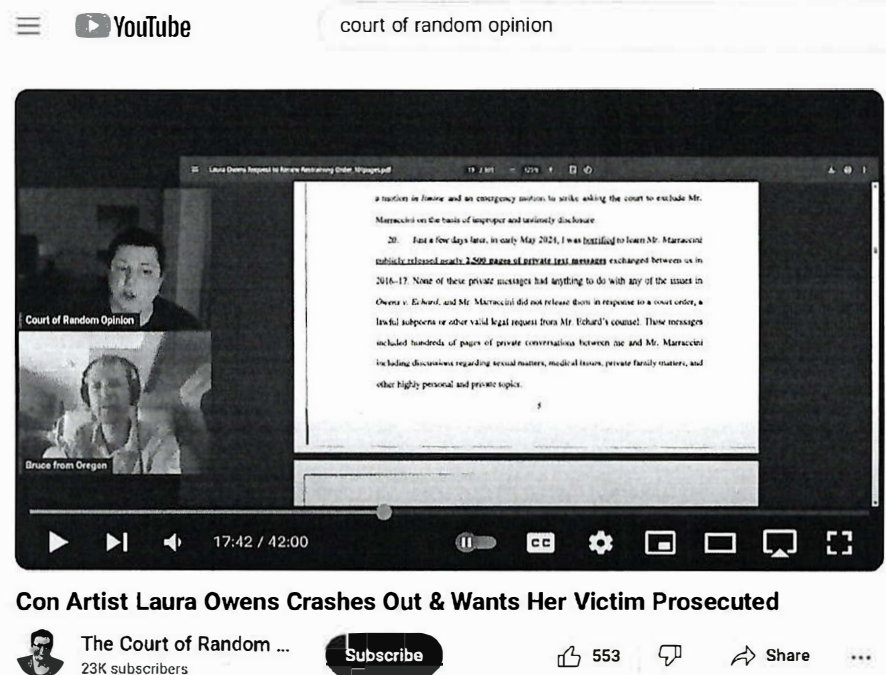 YouTube
court of random opinion
Laura Owens Request to Renew Restraining Order_101pages.pdf
a motion in limine and an emergency motion to strike asking the court to exclude Mr.
Marraccini on the basis of improper and untimely disclosure.
20. Just a few days later, in early May 2024, I was horrified to learn Mr. Marraccini
publicly released nearly 2,500 pages of private text messages exchanged between us in
2016-17. None of these private messages had anything to do with any of the issues in
Owens v. Echard, and Mr. Marraccini did not release them in response to a court order, a
lawful subpoena or other valid legal request from Mr. Echard's counsel. Those messages
included hundreds of pages of private conversations between me and Mr. Marraccini
including discussions regarding sexual matters, medical issues, private family matters, and
other highly personal and private topics.
5
Court of Random Opinion
Bruce from Oregon
17:42 / 42:00
CC
Con Artist Laura Owens Crashes Out & Wants Her Victim Prosecuted
The Court of Random ...
23K subscribers
Subscribe
553
Share